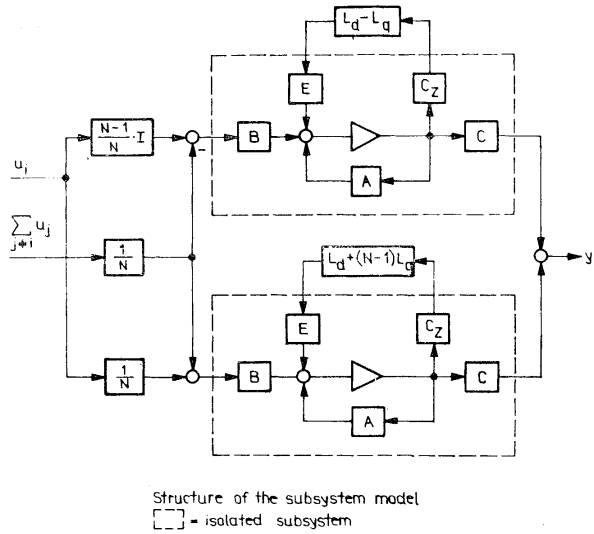 L_d-L_q
E
C_Z
N-1
N
·I
-
B
A
C
u_i
∑ u_j
j≠i
1
N
y
L_d+(N-1)L_q
E
C_Z
1
N
B
A
C
Structure of the subsystem model
= isolated subsystem